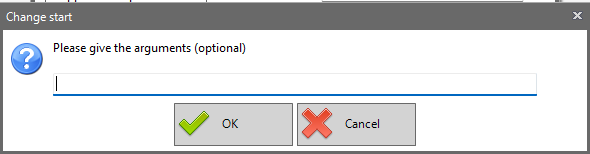 Change start
Please give the arguments (optional)
OK
Cancel